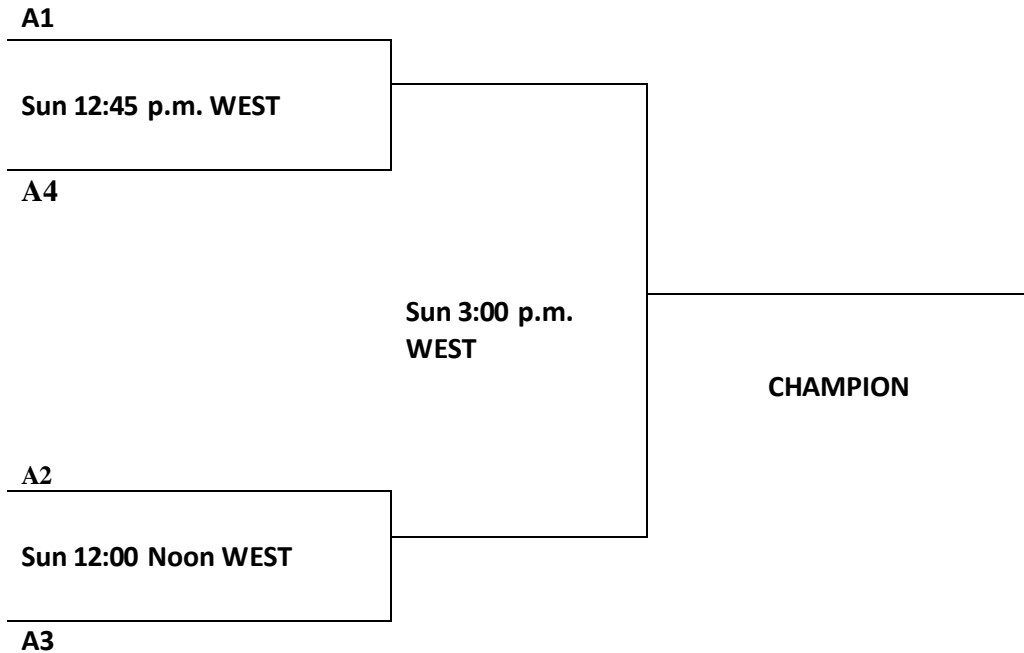 A1
Sun 12:45 p.m. WEST
A4
Sun 3:00 p.m.
WEST
CHAMPION
A2
Sun 12:00 Noon WEST
A3